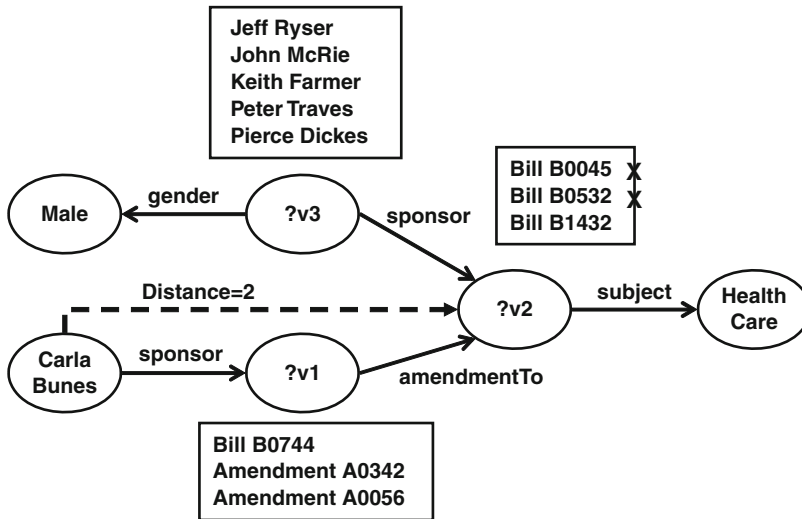 Jeff Ryser
John McRie
Keith Farmer
Peter Traves
Pierce Dickes
Bill B0045 X
Bill B0532 X
Bill B1432
Male
gender
?v3
sponsor
Distance=2
?v2
subject
Health
Care
Carla
Bunes
sponsor
?v1
amendmentTo
Bill B0744
Amendment A0342
Amendment A0056